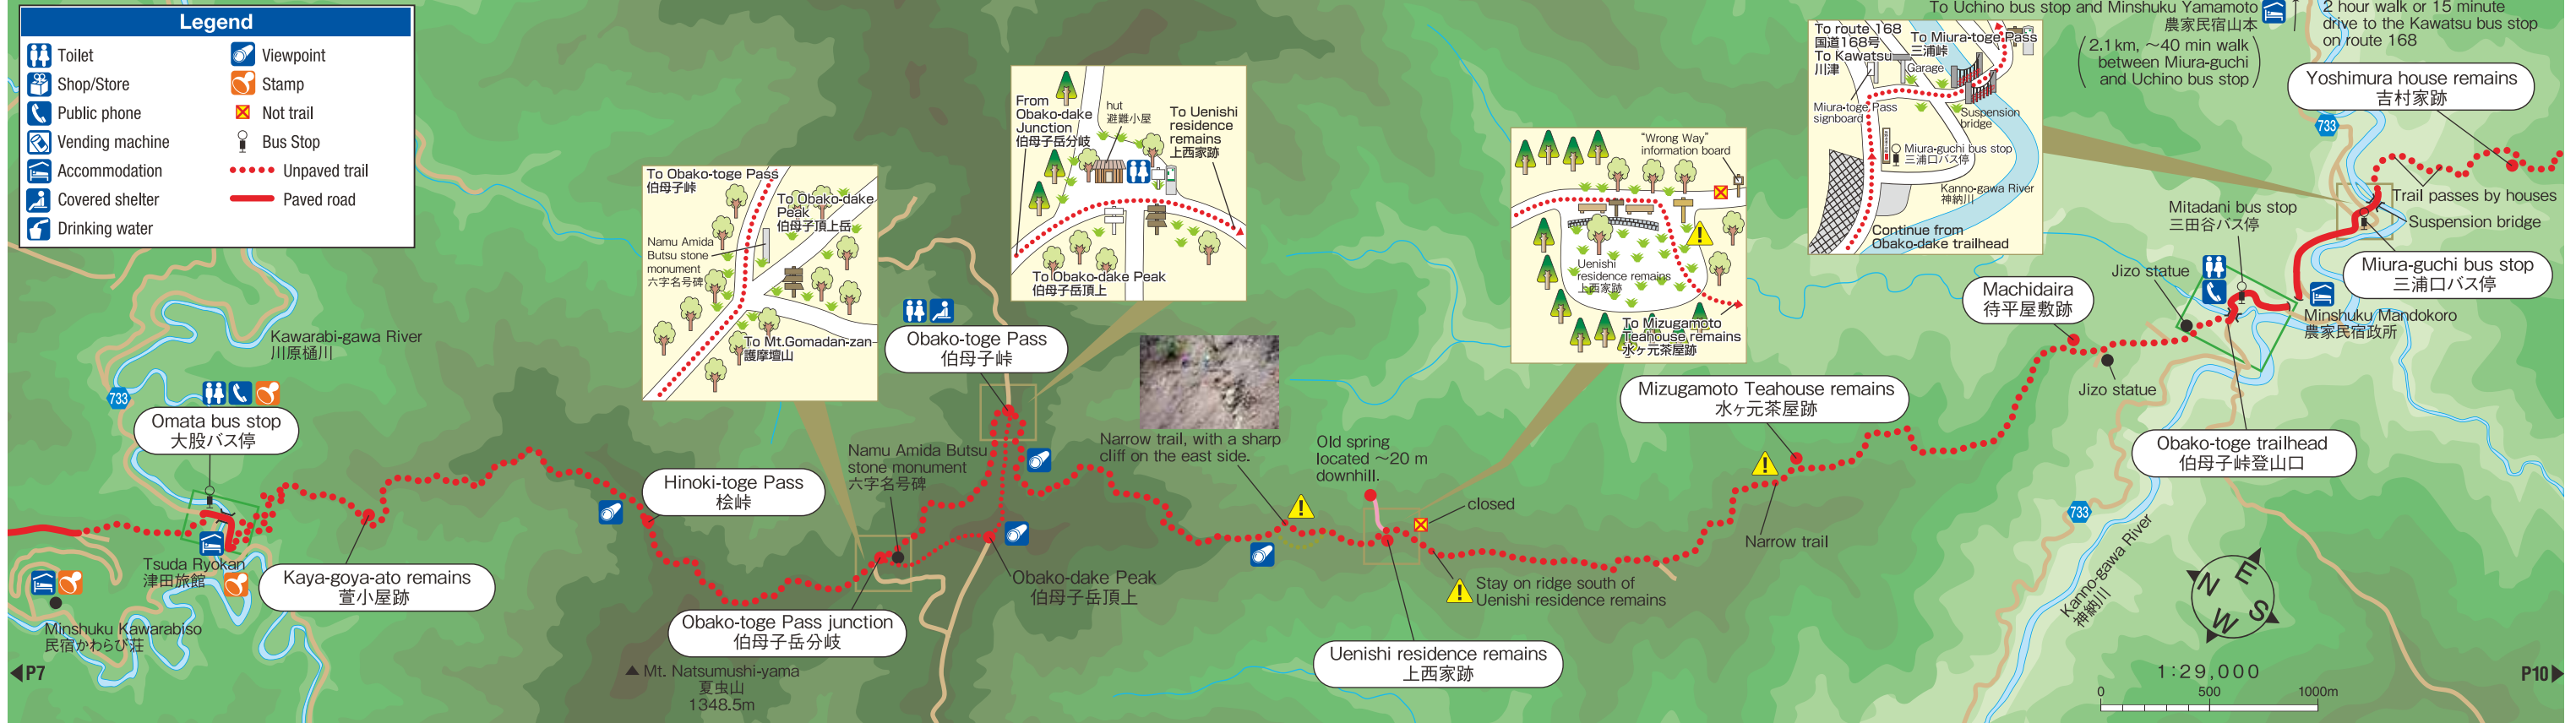 Legend
Toilet
Shop/Store
Public phone
Vending machine
Accommodation
Covered shelter
Drinking water
Viewpoint
Stamp
Not trail
Bus Stop
Unpaved trail
Paved road
Kawarabi-gawa River
川原樋川
733
Omata bus stop
大股バス停
Tsuda Ryokan
津田旅館
Minshuku Kawarabiso
民宿かわらび荘
P7
Kaya-goya-ato remains
萱小屋跡
Hinoki-toge Pass
桧峠
To Obako-toge Pass
伯母子峠
To Obako-dake
Peak
伯母子頂上岳
Namu Amida
Butsu stone
monument
六字名号碑
To Mt.Gomadan-zan
護摩壇山
Namu Amida Butsu
stone monument
六字名号碑
Obako-toge Pass junction
伯母子岳分岐
Mt. Natsumushi-yama
夏虫山
1348.5m
Obako-toge Pass
伯母子峠
Obako-dake Peak
伯母子岳頂上
From
Obako-dake
Junction
伯母子岳分岐
hut
避難小屋
To Uenishi
residence
remains
上西家跡
To Obako-dake Peak
伯母子岳頂上
Narrow trail, with a sharp
cliff on the east side.
Old spring
located ～20 m
downhill.
closed
Stay on ridge south of
Uenishi residence remains
Uenishi residence remains
上西家跡
"Wrong Way"
information board
Uenishi
residence remains
上西家跡
To Mizugamoto
Teahouse remains
水ヶ元茶屋跡
Mizugamoto Teahouse remains
水ヶ元茶屋跡
Narrow trail
To route 168
国道168号
To Kawatsu
川津
To Miura-toge Pass
三浦峠
Garage
Miura-toge Pass
signboard
Suspension
bridge
Miura-guchi bus stop
三浦口バス停
Kanno-gawa River
神納川
Continue from
Obako-dake trailhead
To Uchino bus stop and Minshuku Yamamoto
農家民宿山本
(2.1km, ～40 min walk
between Miura-guchi
and Uchino bus stop)
2 hour walk or 15 minute
drive to the Kawatsu bus stop
on route 168
Yoshimura house remains
吉村家跡
733
Trail passes by houses
Suspension bridge
Mitadani bus stop
三田谷バス停
Miura-guchi bus stop
三浦口バス停
Jizo statue
Machidaira
待平屋敷跡
Minshuku Mandokoro
農家民宿政所
Jizo statue
Obako-toge trailhead
伯母子峠登山口
733
Kanno-gawa River
神納川
N
E
S
W
1:29,000
0 500 1000m
P10